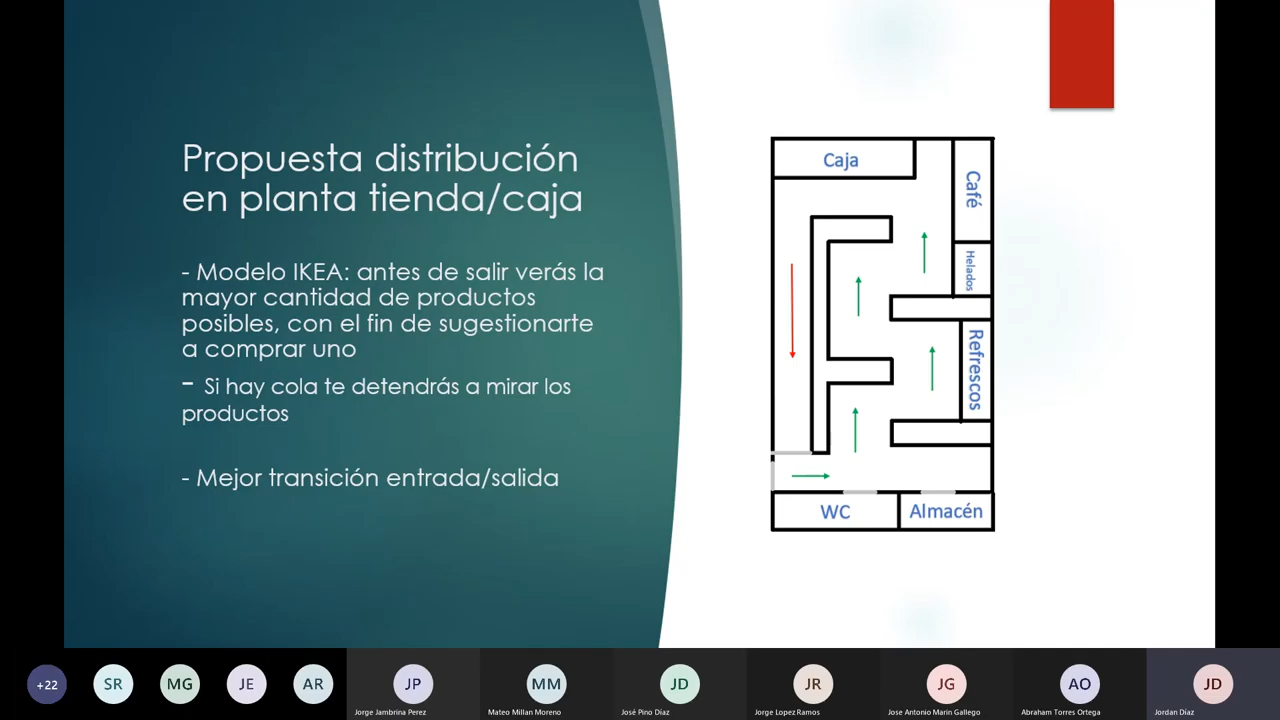 Propuesta distribución
en planta tienda/caja
- Modelo IKEA: antes de salir verás la
mayor cantidad de productos
posibles, con el fin de sugestionarte
a comprar uno
- Si hay cola te detendrás a mirar los
productos
- Mejor transición entrada/salida
Caja
Café
Helados
Refrescos
WC
Almacén
+22
SR
MG
JE
AR
JP
Jorge Jambrina Perez
MM
Mateo Millan Moreno
JD
José Pino Díaz
JR
Jorge Lopez Ramos
JG
Jose Antonio Marin Gallego
AO
Abraham Torres Ortega
JD
Jordan Díaz